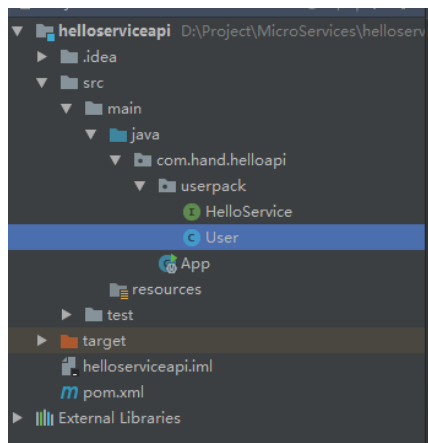 helloserviceapi D:\Project\MicroServices\helloserv
.idea
src
main
java
com.hand.helloapi
userpack
HelloService
User
App
resources
test
target
helloserviceapi.iml
pom.xml
External Libraries